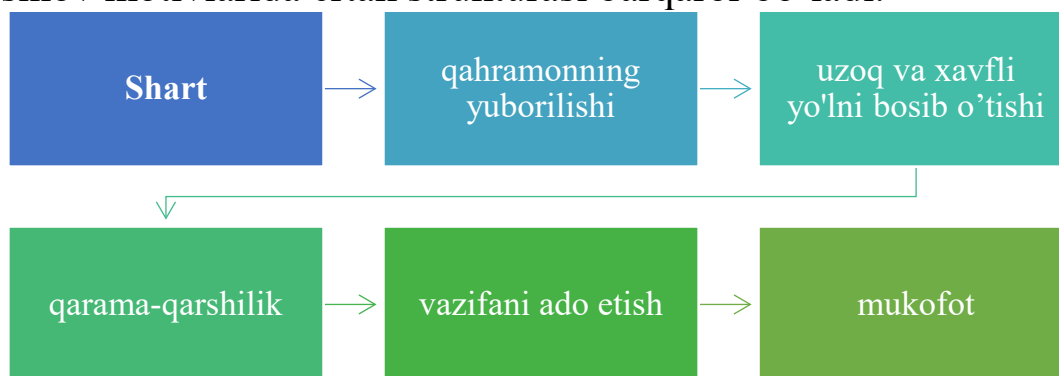 Shart
qahramonning
yuborilishi
uzoq va xavfli
yo'lni bosib o’tishi
qarama-qarshilik
vazifani ado etish
mukofot